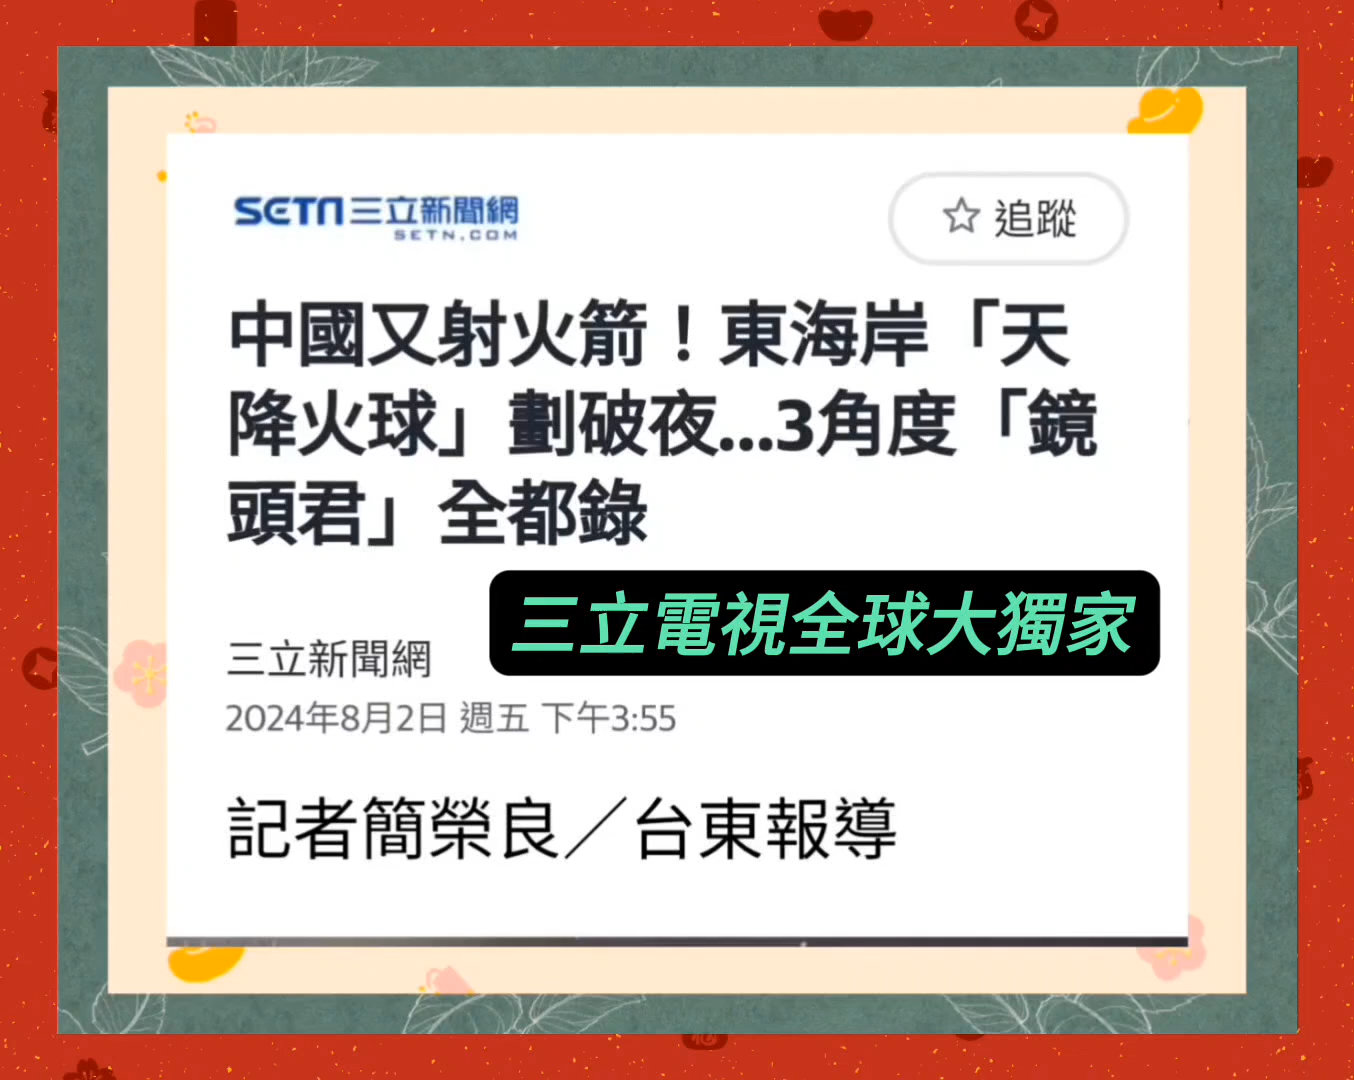 SETN三立新聞網
SETN.COM
追蹤
中國又射火箭！東海岸「天
降火球」劃破夜...3角度「鏡
頭君」全都錄
三立電視全球大獨家
三立新聞網
2024年8月2日 週五 下午3:55
記者簡榮良／台東報導